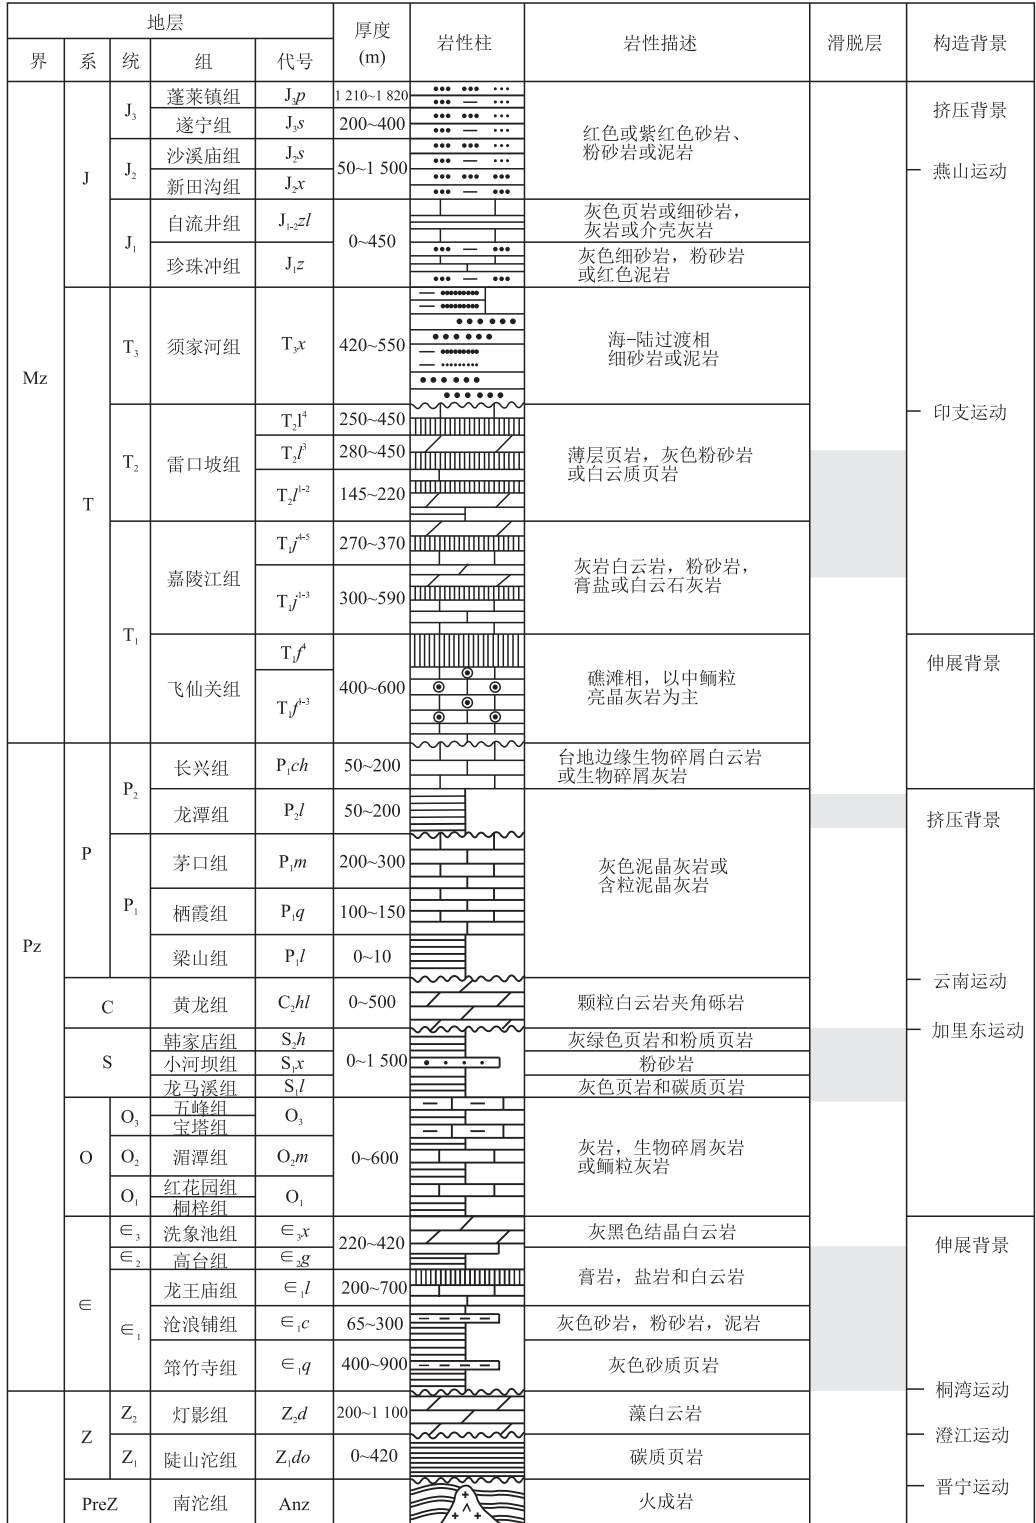 地层
厚度
(m)
岩性柱
岩性描述
滑脱层
构造背景
界
系
统
组
代号
Mz
J
J₃
蓬莱镇组
J₃p
1 210~1 820
红色或紫红色砂岩、
粉砂岩或泥岩
挤压背景
遂宁组
J₃s
200~400
J₂
沙溪庙组
J₂s
50~1 500
燕山运动
新田沟组
J₂x
J₁
自流井组
J₁₋₂zl
0~450
灰色页岩或细砂岩，
灰岩或介壳灰岩
珍珠冲组
J₁z
灰色细砂岩，粉砂岩
或红色泥岩
T
T₃
须家河组
T₃x
420~550
海-陆过渡相
细砂岩或泥岩
印支运动
T₂
雷口坡组
T₂l⁴
250~450
薄层页岩，灰色粉砂岩
或白云质页岩
T₂l³
280~450
T₂l¹⁻²
145~220
T₁
嘉陵江组
T₁j⁴⁻⁵
270~370
灰岩白云岩，粉砂岩，
膏盐或白云石灰岩
T₁j¹⁻³
300~590
飞仙关组
T₁f⁴
400~600
礁滩相，以中鲕粒
亮晶灰岩为主
伸展背景
T₁f¹⁻³
Pz
P
P₂
长兴组
P₁ch
50~200
台地边缘生物碎屑白云岩
或生物碎屑灰岩
龙潭组
P₂l
50~200
灰色泥晶灰岩或
含粒泥晶灰岩
挤压背景
P₁
茅口组
P₁m
200~300
栖霞组
P₁q
100~150
梁山组
P₁l
0~10
云南运动
C
黄龙组
C₂hl
0~500
颗粒白云岩夹角砾岩
加里东运动
S
韩家店组
S₂h
0~1 500
灰绿色页岩和粉质页岩
小河坝组
S₁x
粉砂岩
龙马溪组
S₁l
灰色页岩和碳质页岩
O
O₃
五峰组
宝塔组
O₃
0~600
灰岩，生物碎屑灰岩
或鲕粒灰岩
O₂
湄潭组
O₂m
O₁
红花园组
桐梓组
O₁
∈
∈₃
洗象池组
∈₃x
220~420
灰黑色结晶白云岩
伸展背景
∈₂
高台组
∈₂g
膏岩，盐岩和白云岩
∈₁
龙王庙组
∈₁l
200~700
沧浪铺组
∈₁c
65~300
灰色砂岩，粉砂岩，泥岩
筇竹寺组
∈₁q
400~900
灰色砂质页岩
桐湾运动
Z
Z₂
灯影组
Z₂d
200~1 100
藻白云岩
澄江运动
Z₁
陡山沱组
Z₁do
0~420
碳质页岩
PreZ
南沱组
Anz
火成岩
晋宁运动